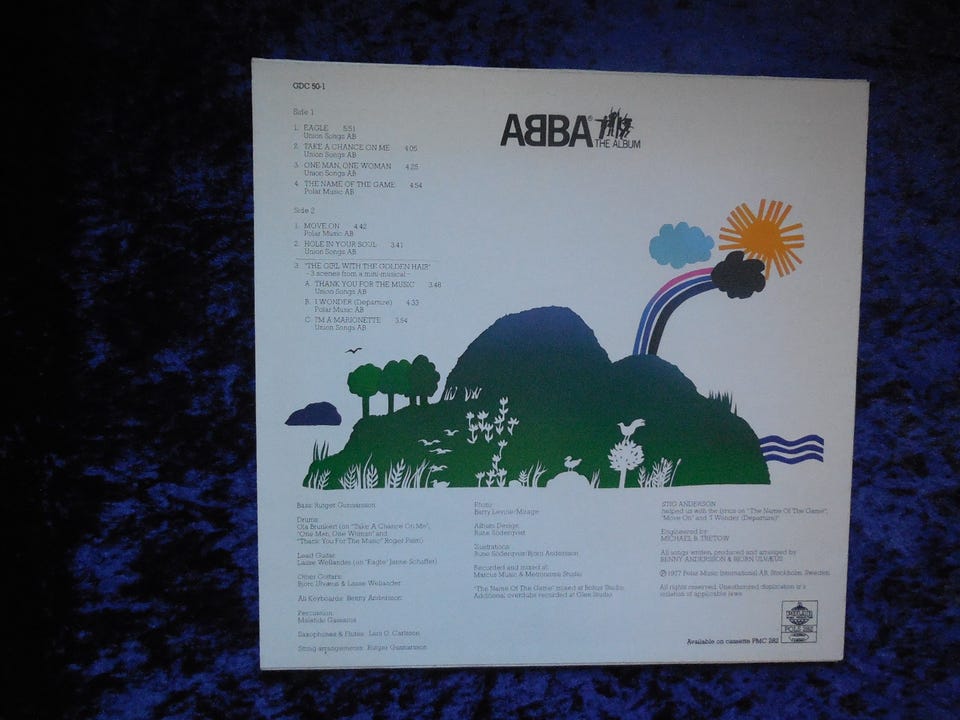 GDC 50-1
ABBA® THE ALBUM
Side 1
1. EAGLE 5.51
Union Songs AB
2. TAKE A CHANCE ON ME 4.05
Union Songs AB
3. ONE MAN, ONE WOMAN 4.25
Union Songs AB
4. THE NAME OF THE GAME 4.54
Polar Music AB
Side 2
1. MOVE ON 4.42
Polar Music AB
2. HOLE IN YOUR SOUL 3.41
Union Songs AB
3. "THE GIRL WITH THE GOLDEN HAIR"
- 3 scenes from a mini-musical -
A. THANK YOU FOR THE MUSIC 3.48
Union Songs AB
B. I WONDER (Departure) 4.33
Polar Music AB
C. I'M A MARIONETTE 3.54
Union Songs AB
Bass: Rutger Gunnarsson
Drums:
Ola Brunkert (on "Take A Chance On Me",
"One Man, One Woman" and
"Thank You For The Music" Roger Palm)
Lead Guitar:
Lasse Wellander (on "Eagle" Janne Schaffer)
Other Guitars:
Björn Ulvæus & Lasse Wellander
All Keyboards: Benny Andersson
Percussion:
Malando Gassama
Saxophones & Flutes: Lars O. Carlsson
String arrangements: Rutger Gunnarsson
Photo:
Barry Levine/Mirage
Album Design:
Rune Söderqvist
Illustrations:
Rune Söderqvist/Björn Andersson
Recorded and mixed at:
Marcus Music & Metronome Studio
"The Name Of The Game" mixed at Bohus Studio
Additional overdubs recorded at Glen Studio
STIG ANDERSON
helped us with the lyrics on "The Name Of The Game",
"Move On" and "I Wonder (Departure)"
Engineered by:
MICHAEL B. TRETOW
All songs written, produced and arranged by
BENNY ANDERSSON & BJÖRN ULVÆUS
℗ 1977 Polar Music International AB, Stockholm, Sweden
All rights reserved. Unauthorized duplication is a
violation of applicable laws.
POLS 282
Available on cassette PMC 282